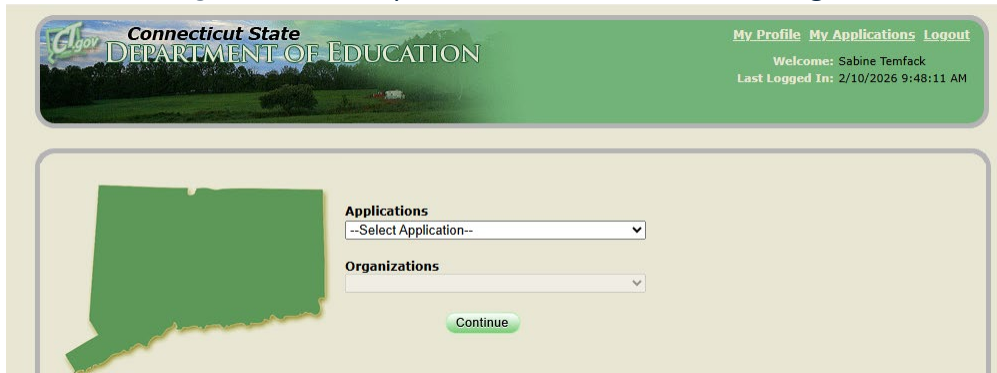 CT.gov
Connecticut State
DEPARTMENT OF EDUCATION
My Profile My Applications Logout
Welcome: Sabine Temfack
Last Logged In: 2/10/2026 9:48:11 AM
Applications
--Select Application--
Organizations
Continue